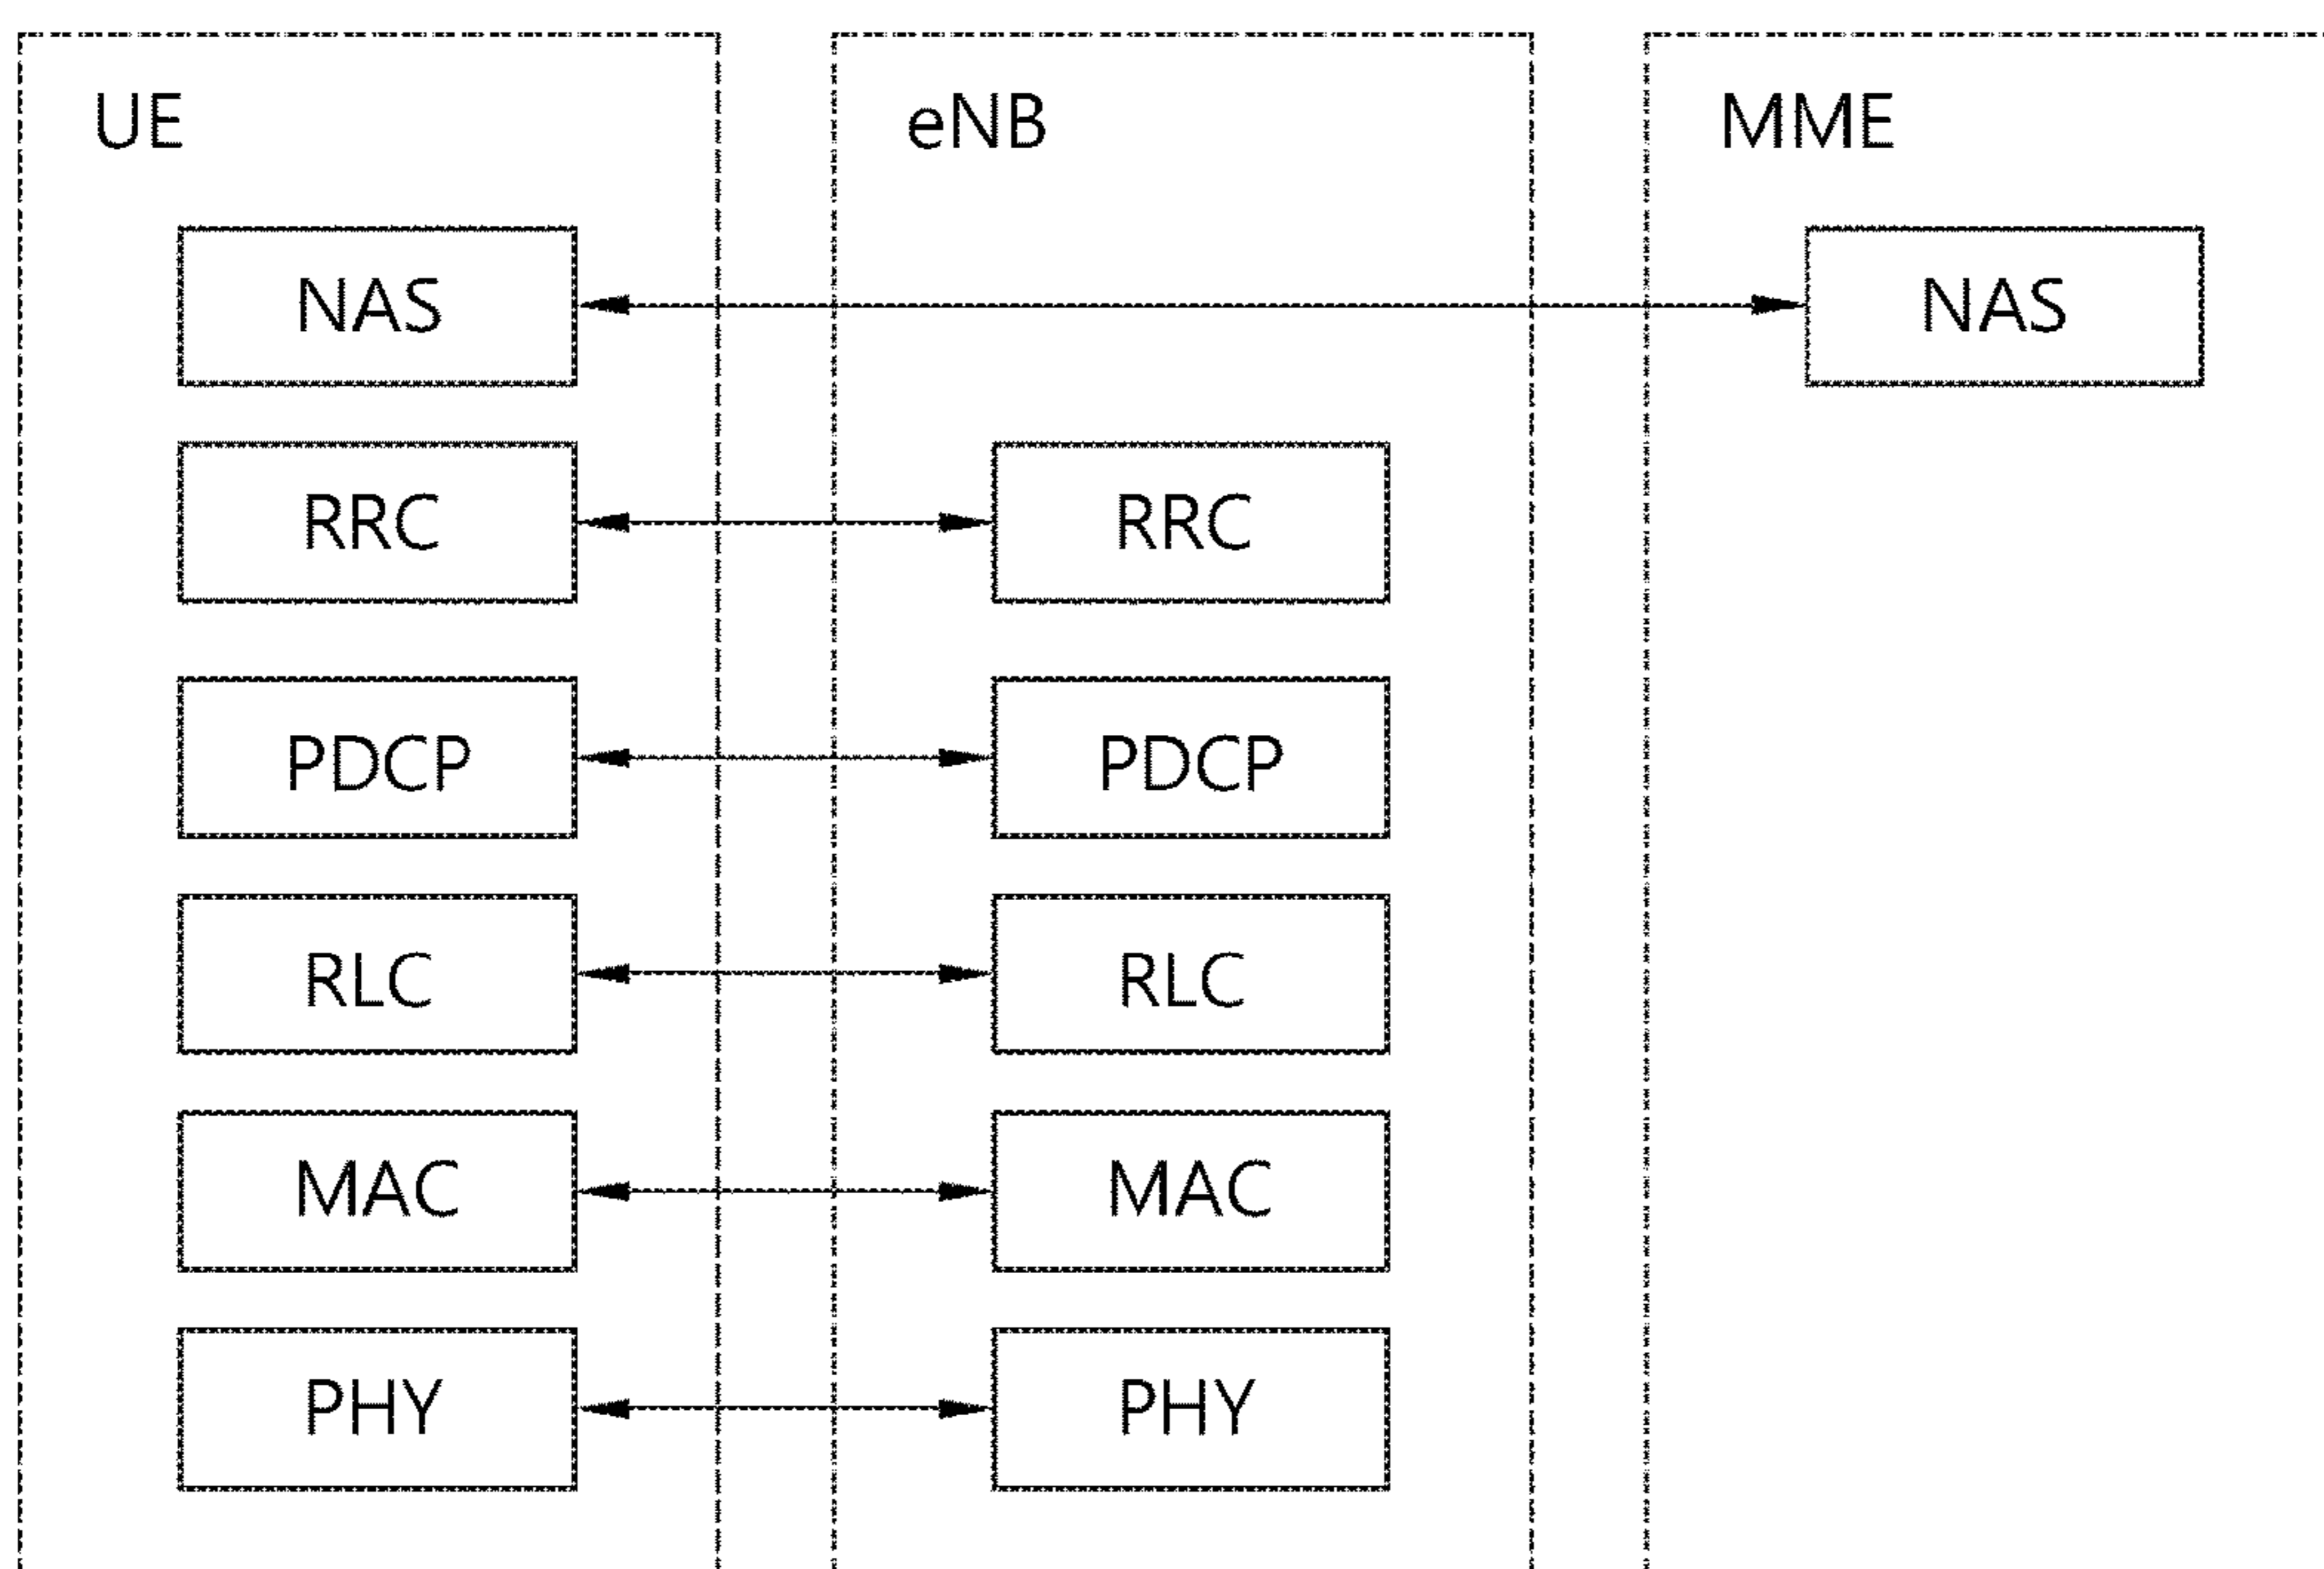 UE
eNB
MME
NAS
NAS
RRC
RRC
PDCP
PDCP
RLC
RLC
MAC
MAC
PHY
PHY